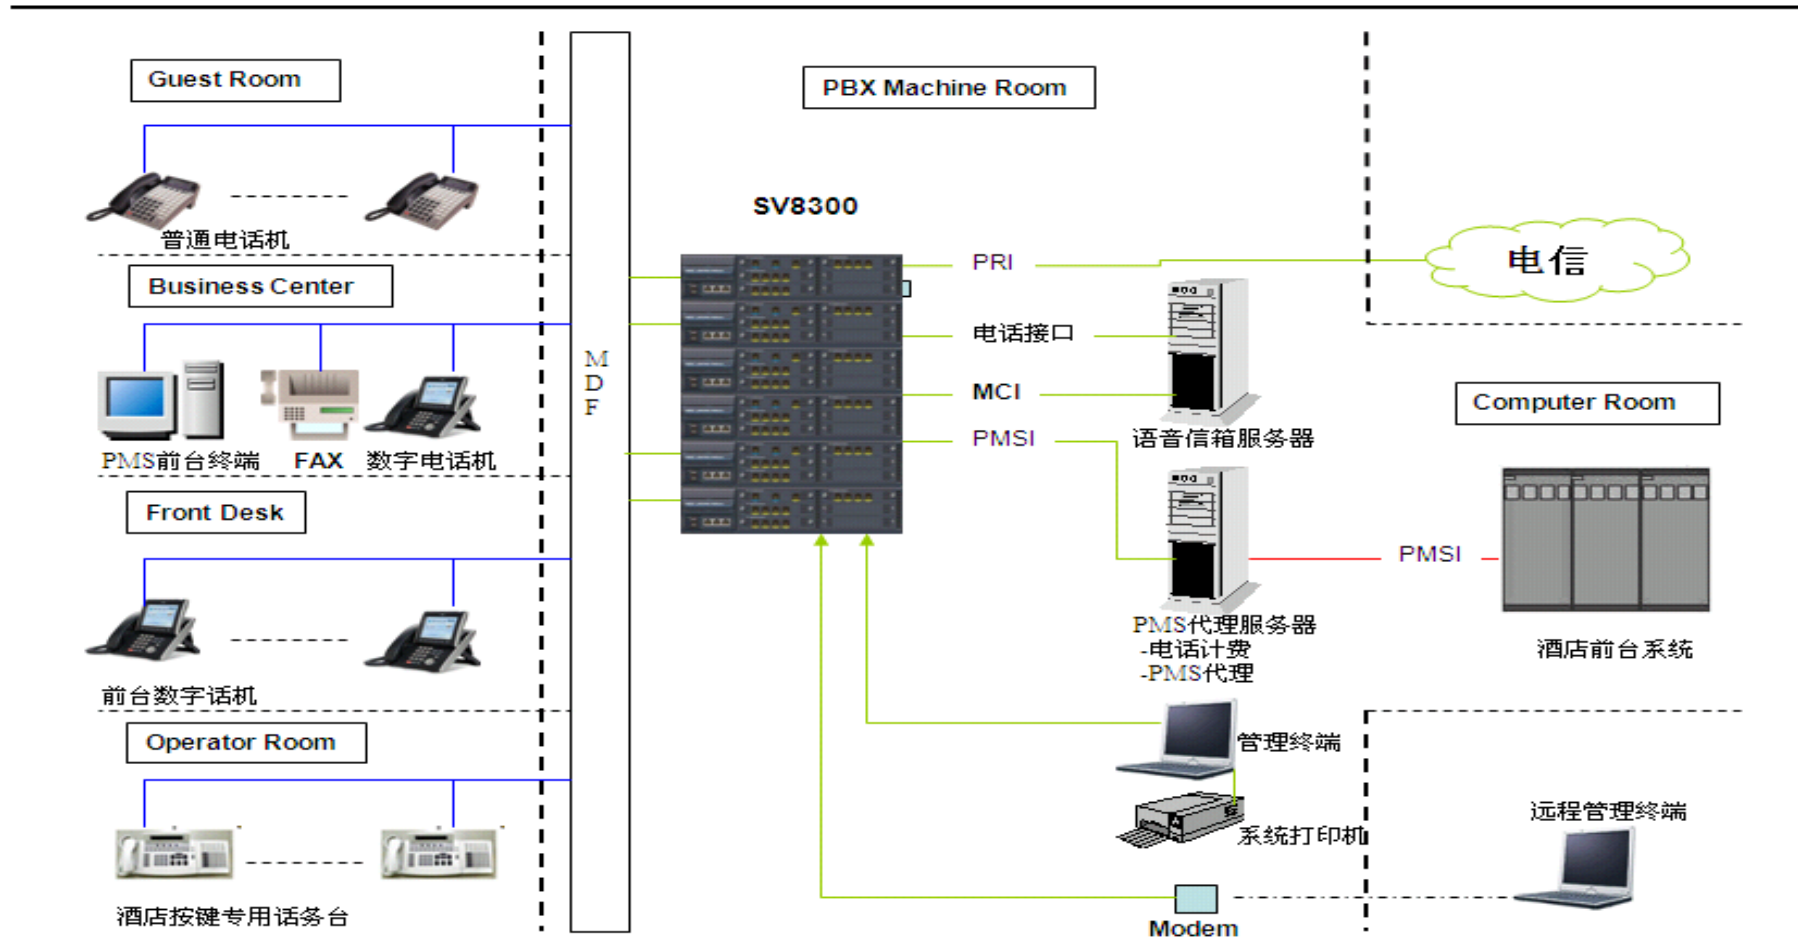 Guest Room
普通电话机
Business Center
PMS前台终端
FAX
数字电话机
Front Desk
前台数字话机
Operator Room
酒店按键专用话务台
M
D
F
PBX Machine Room
SV8300
PRI
电话接口
MCI
PMSI
语音信箱服务器
PMS代理服务器
-电话计费
-PMS代理
管理终端
系统打印机
Modem
电信
Computer Room
PMSI
酒店前台系统
远程管理终端